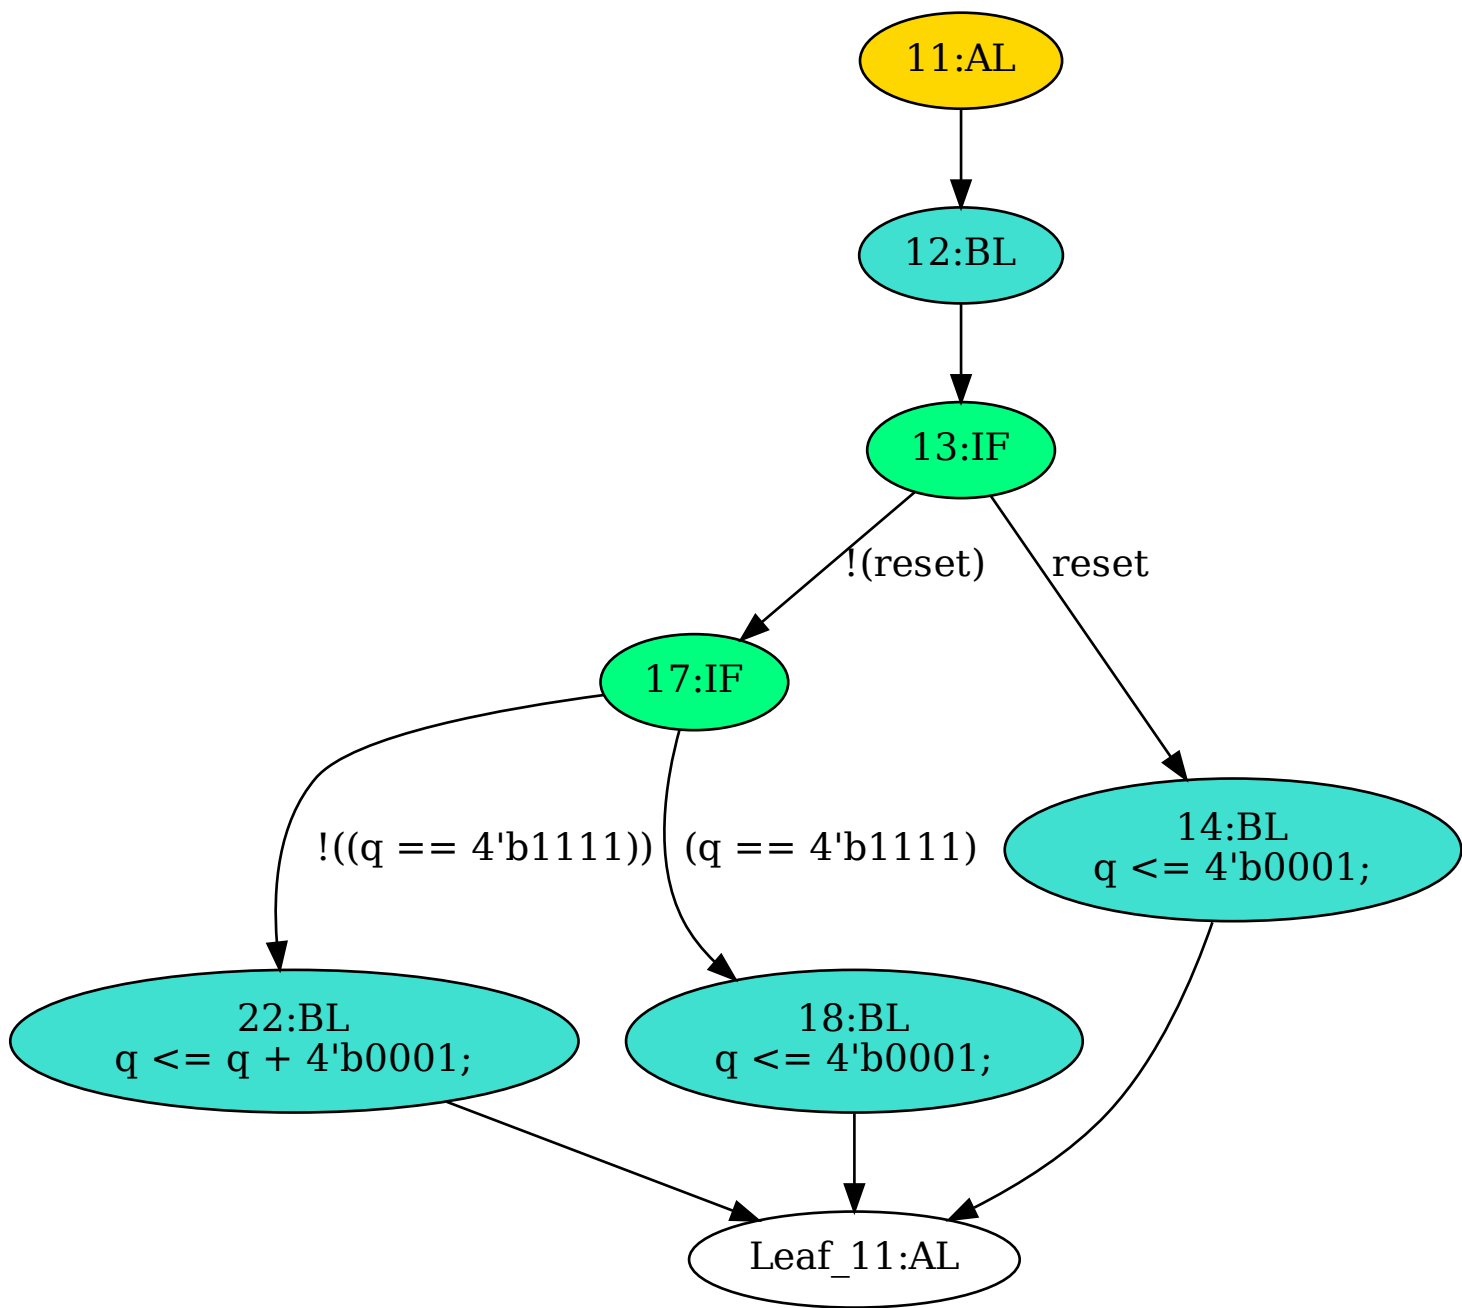 11:AL
12:BL
13:IF
!(reset)
reset
17:IF
14:BL
q <= 4'b0001;
!((q == 4'b1111))
(q == 4'b1111)
22:BL
q <= q + 4'b0001;
18:BL
q <= 4'b0001;
Leaf_11:AL